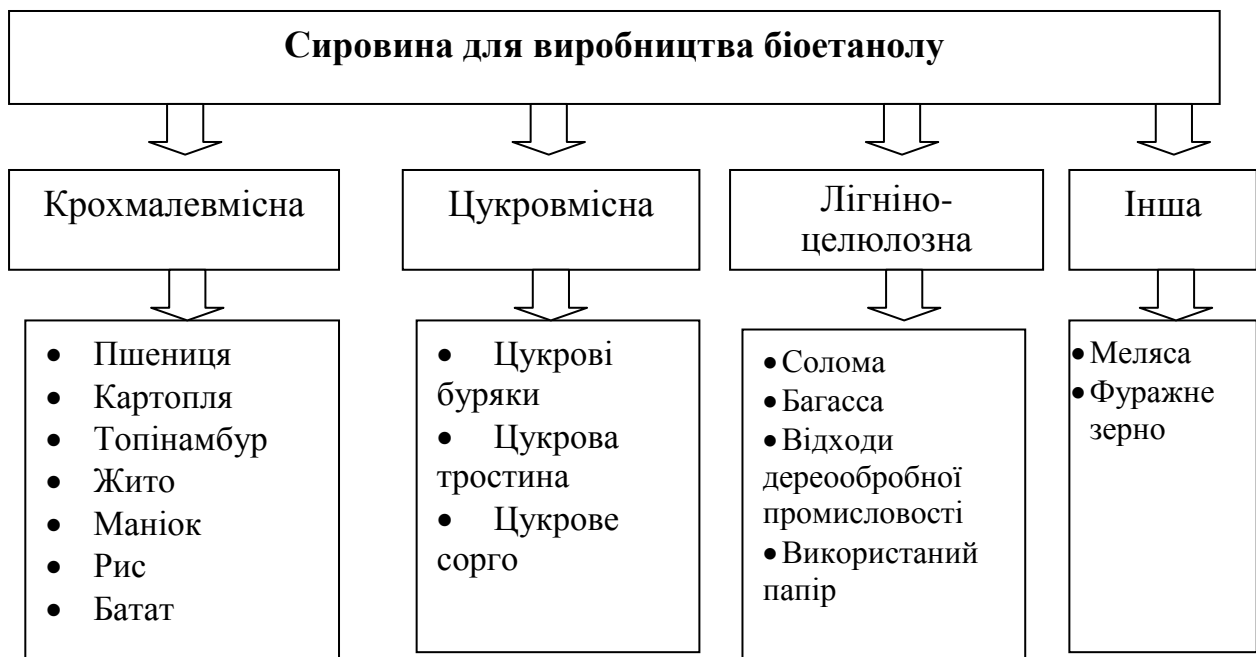 Сировина для виробництва біоетанолу
Крохмалевмісна
Цукровмісна
Лігніно-
целюлозна
Інша
• Пшениця
• Картопля
• Топінамбур
• Жито
• Маніок
• Рис
• Батат
• Цукрові
буряки
• Цукрова
тростина
• Цукрове
сорго
• Солома
• Багасса
• Відходи
дереообробної
промисловості
• Використаний
папір
• Меляса
• Фуражне
зерно